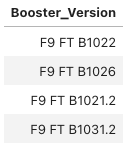 Booster_Version
F9 FT B1022
F9 FT B1026
F9 FT B1021.2
F9 FT B1031.2